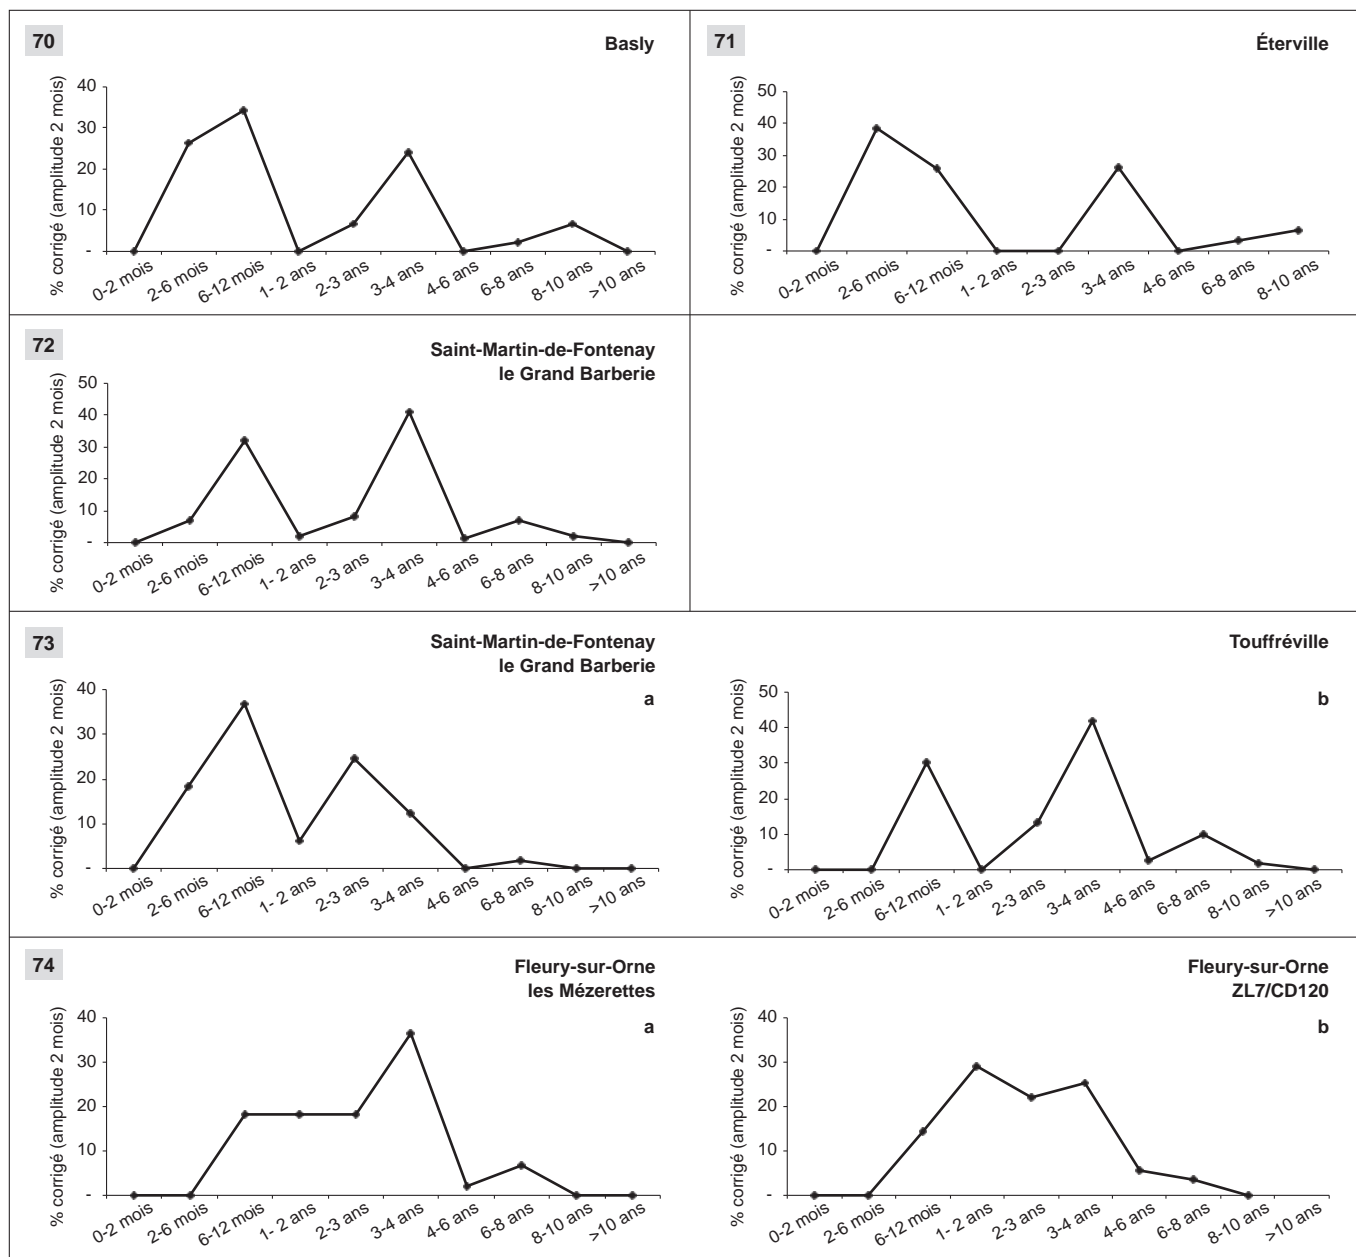 70
Basly
% corrigé (amplitude 2 mois)
40
30
20
10
-
0-2 mois
2-6 mois
6-12 mois
1- 2 ans
2-3 ans
3-4 ans
4-6 ans
6-8 ans
8-10 ans
>10 ans
71
Éterville
% corrigé (amplitude 2 mois)
50
40
30
20
10
-
0-2 mois
2-6 mois
6-12 mois
1- 2 ans
2-3 ans
3-4 ans
4-6 ans
6-8 ans
8-10 ans
72
Saint-Martin-de-Fontenay
le Grand Barberie
% corrigé (amplitude 2 mois)
50
40
30
20
10
-
0-2 mois
2-6 mois
6-12 mois
1- 2 ans
2-3 ans
3-4 ans
4-6 ans
6-8 ans
8-10 ans
>10 ans
73
Saint-Martin-de-Fontenay
le Grand Barberie
a
% corrigé (amplitude 2 mois)
40
30
20
10
-
0-2 mois
2-6 mois
6-12 mois
1- 2 ans
2-3 ans
3-4 ans
4-6 ans
6-8 ans
8-10 ans
>10 ans
Touffréville
b
% corrigé (amplitude 2 mois)
50
40
30
20
10
-
0-2 mois
2-6 mois
6-12 mois
1- 2 ans
2-3 ans
3-4 ans
4-6 ans
6-8 ans
8-10 ans
>10 ans
74
Fleury-sur-Orne
les Mézerettes
a
% corrigé (amplitude 2 mois)
40
30
20
10
-
0-2 mois
2-6 mois
6-12 mois
1- 2 ans
2-3 ans
3-4 ans
4-6 ans
6-8 ans
8-10 ans
>10 ans
Fleury-sur-Orne
ZL7/CD120
b
% corrigé (amplitude 2 mois)
40
30
20
10
-
0-2 mois
2-6 mois
6-12 mois
1- 2 ans
2-3 ans
3-4 ans
4-6 ans
6-8 ans
8-10 ans
>10 ans